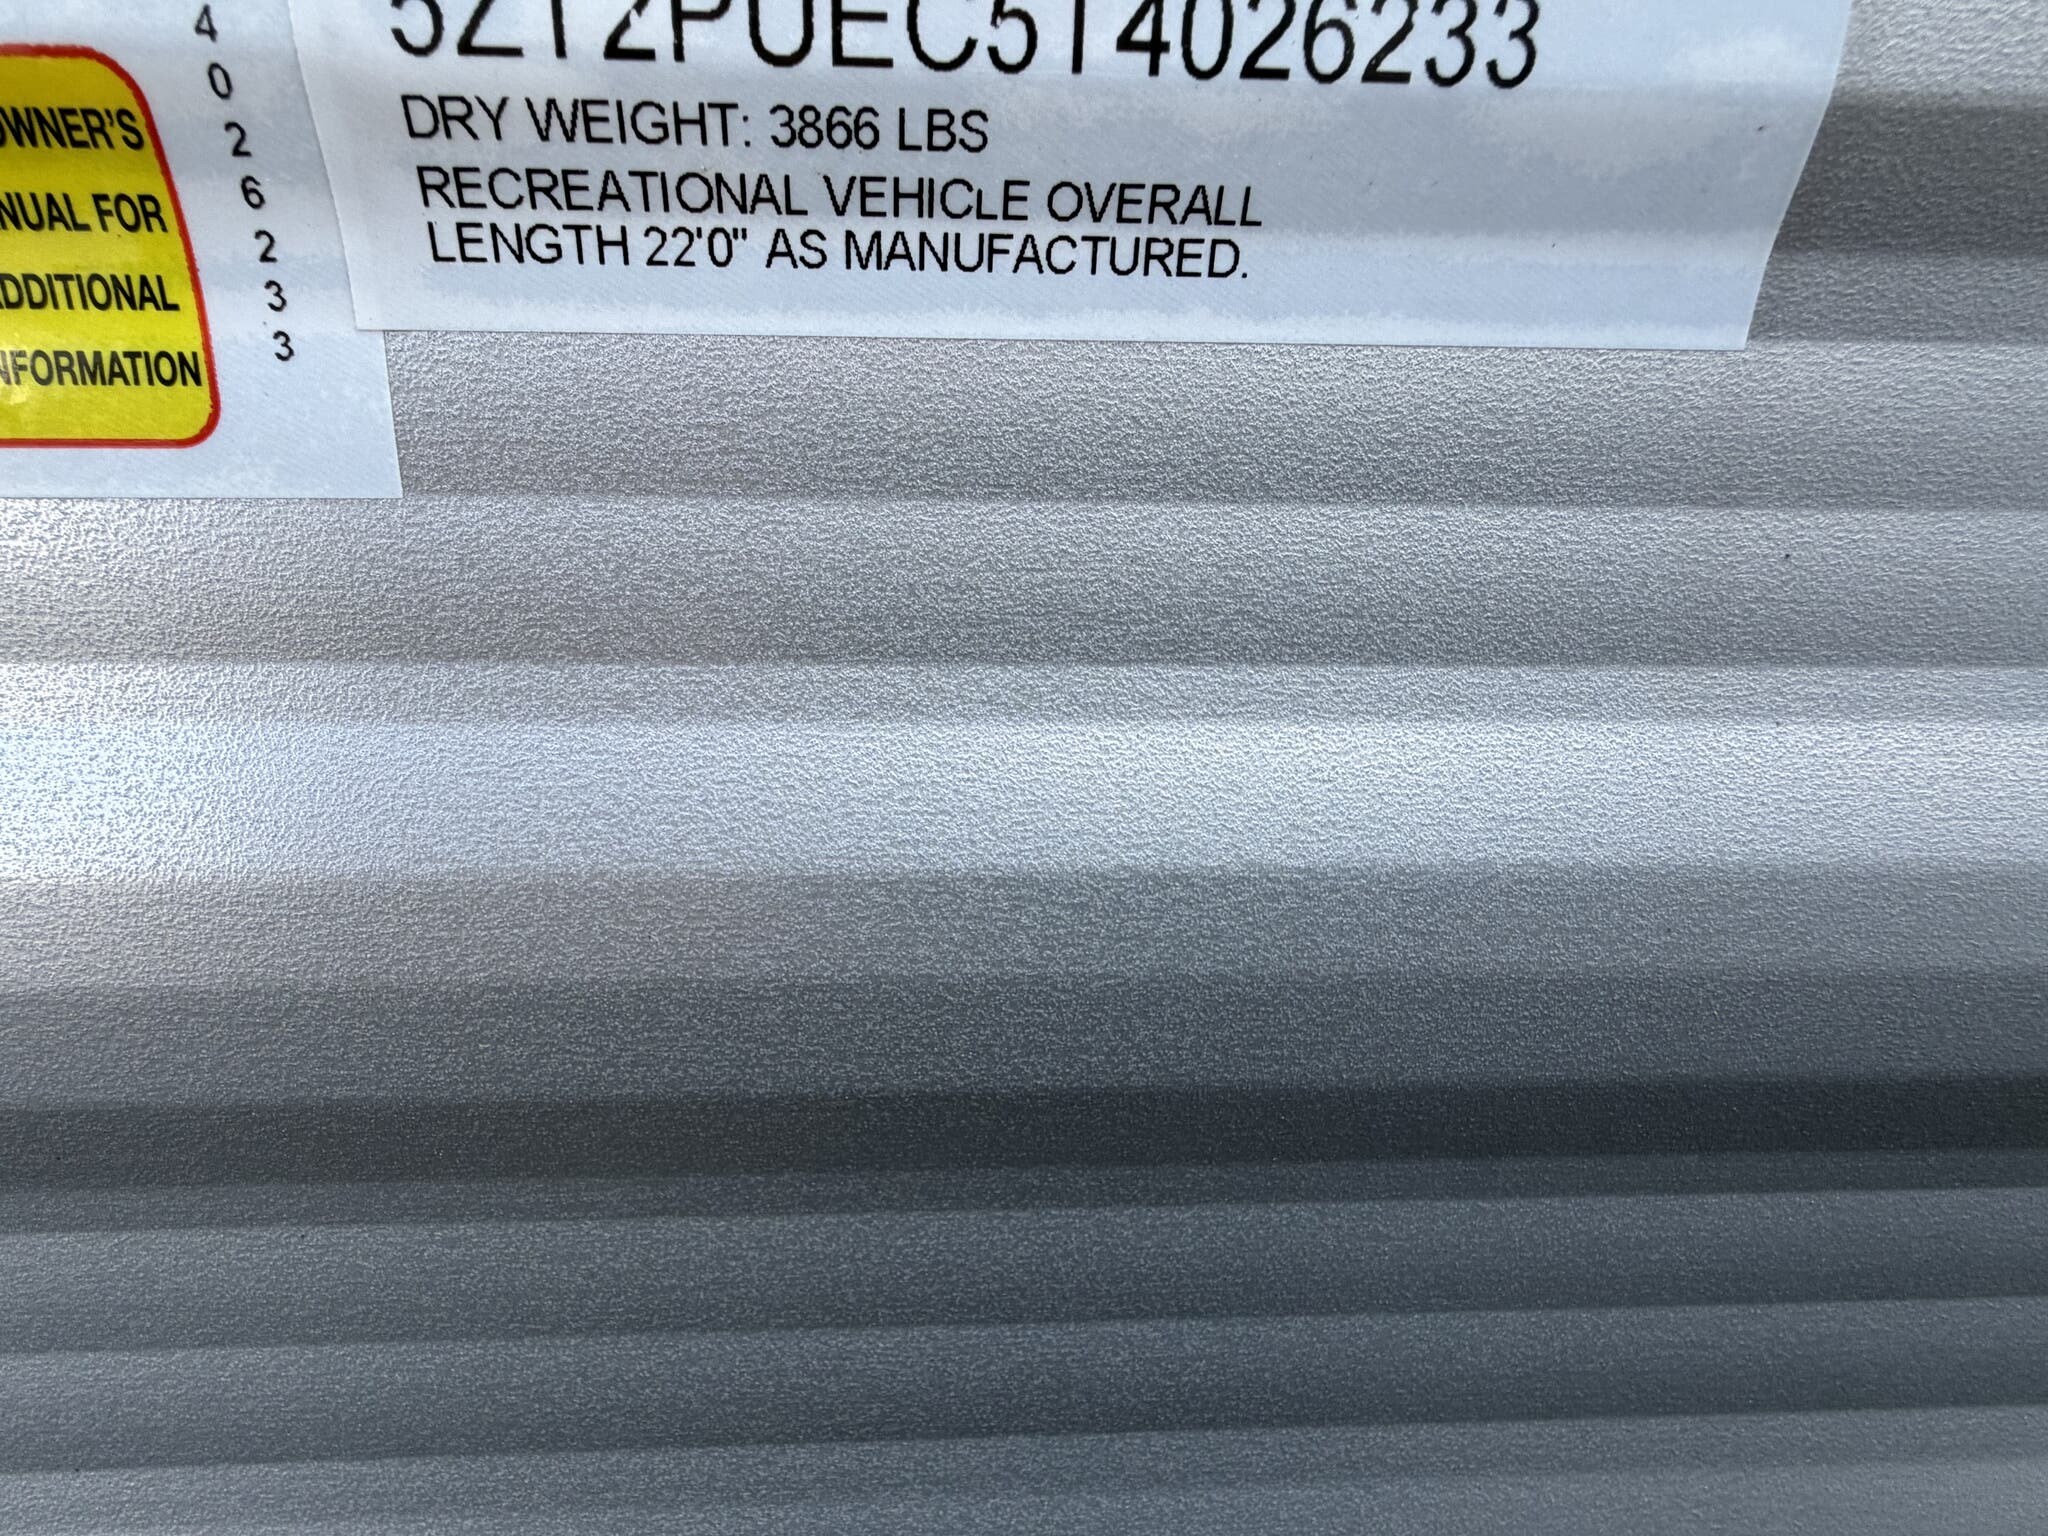 5ZT2PUEC5T4026233
DRY WEIGHT: 3866 LBS
RECREATIONAL VEHICLE OVERALL
LENGTH 22'0" AS MANUFACTURED.
4
0
2
6
2
3
3
OWNER'S
NUAL FOR
DDITIONAL
INFORMATION